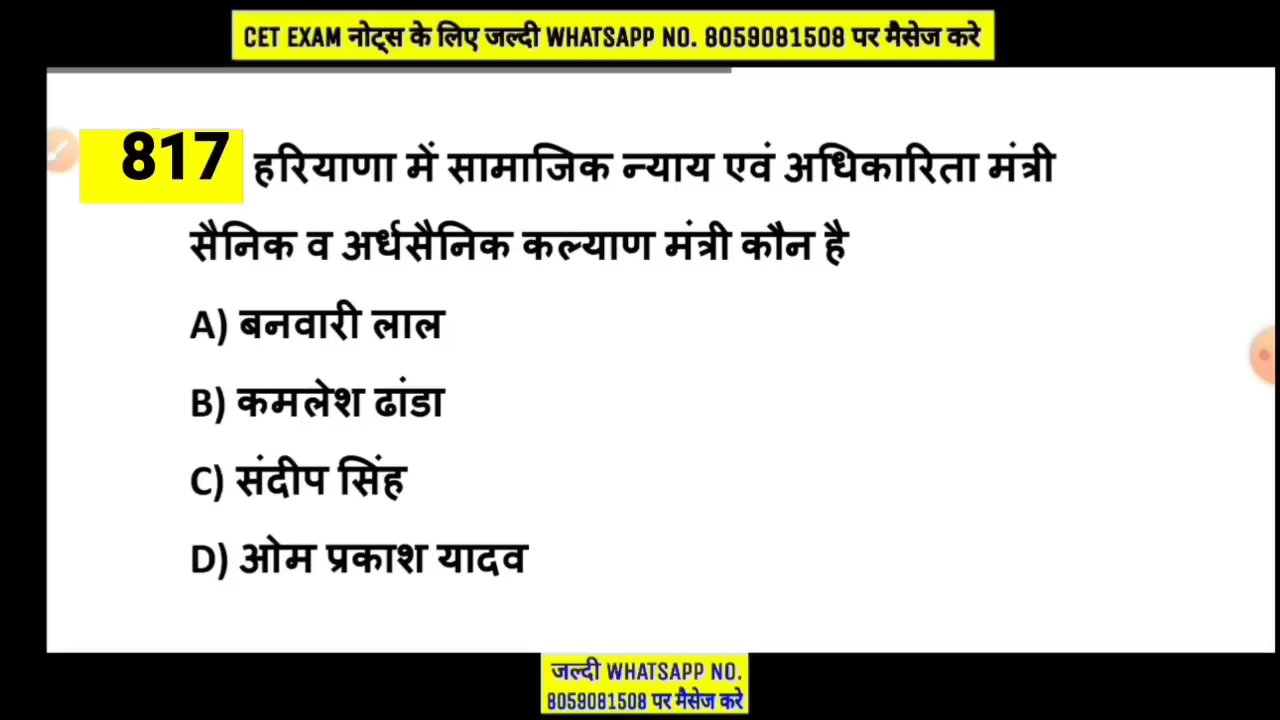 CET EXAM नोट्स के लिए जल्दी WHATSAPP NO. 8059081508 पर मैसेज करे
817 हरियाणा में सामाजिक न्याय एवं अधिकारिता मंत्री
सैनिक व अर्धसैनिक कल्याण मंत्री कौन है
A) बनवारी लाल
B) कमलेश ढांडा
C) संदीप सिंह
D) ओम प्रकाश यादव
जल्दी WHATSAPP NO.
8059081508 पर मैसेज करे